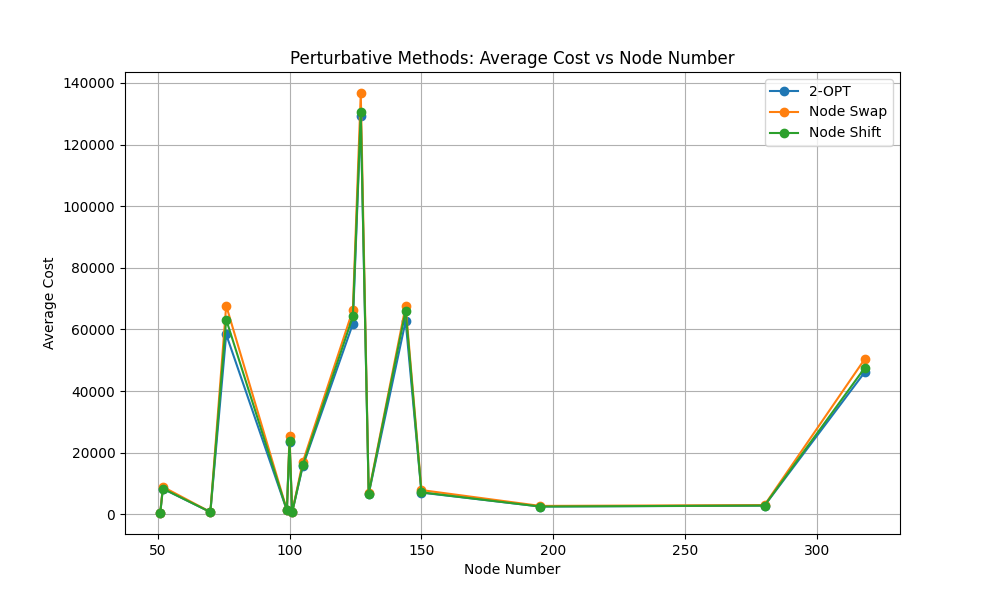 Perturbative Methods: Average Cost vs Node Number
140000
120000
100000
80000
60000
40000
20000
0
Average Cost
2-OPT
Node Swap
Node Shift
50
100
150
200
250
300
Node Number